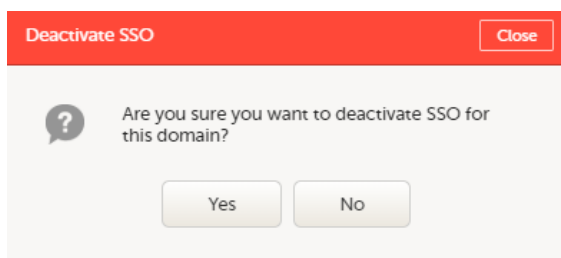 Deactivate SSO
Close
?
Are you sure you want to deactivate SSO for
this domain?
Yes
No